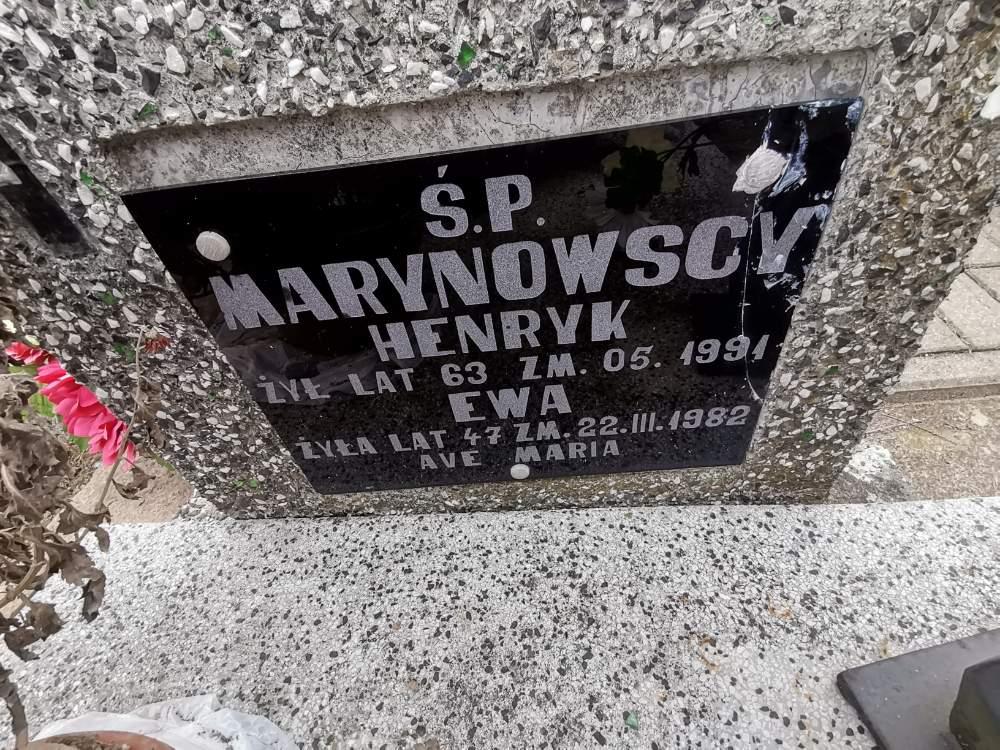 Ś.P.
MARYNOWSCY
HENRYK
ŻYŁ LAT 63 ZM. 05. 1991
EWA
ŻYŁA LAT 47 ZM. 22.III.1982
AVE MARIA